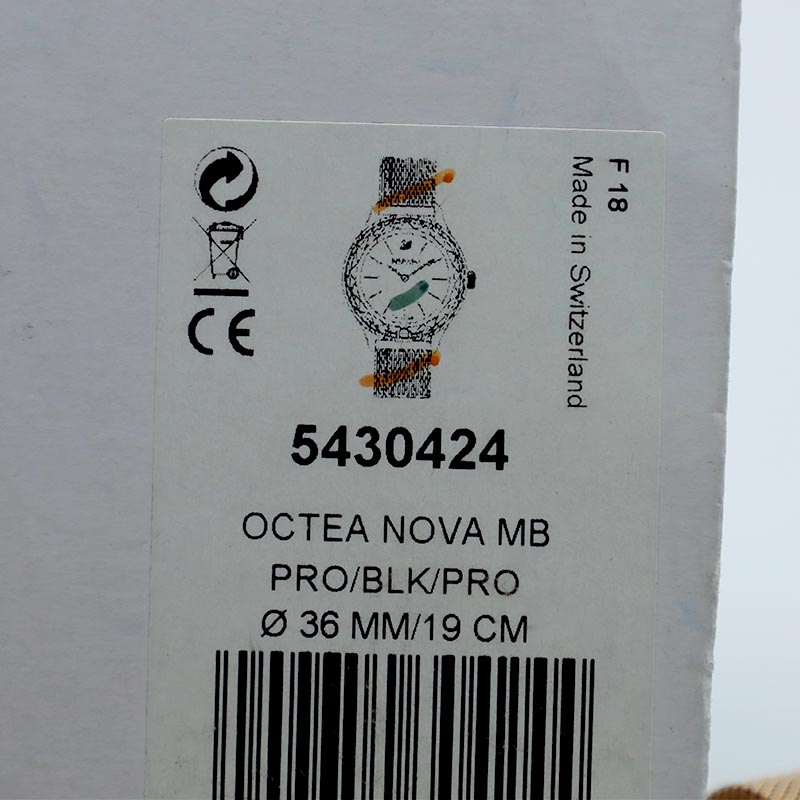 F 18
Made in Switzerland
CE
5430424
OCTEA NOVA MB
PRO/BLK/PRO
Ø 36 MM/19 CM